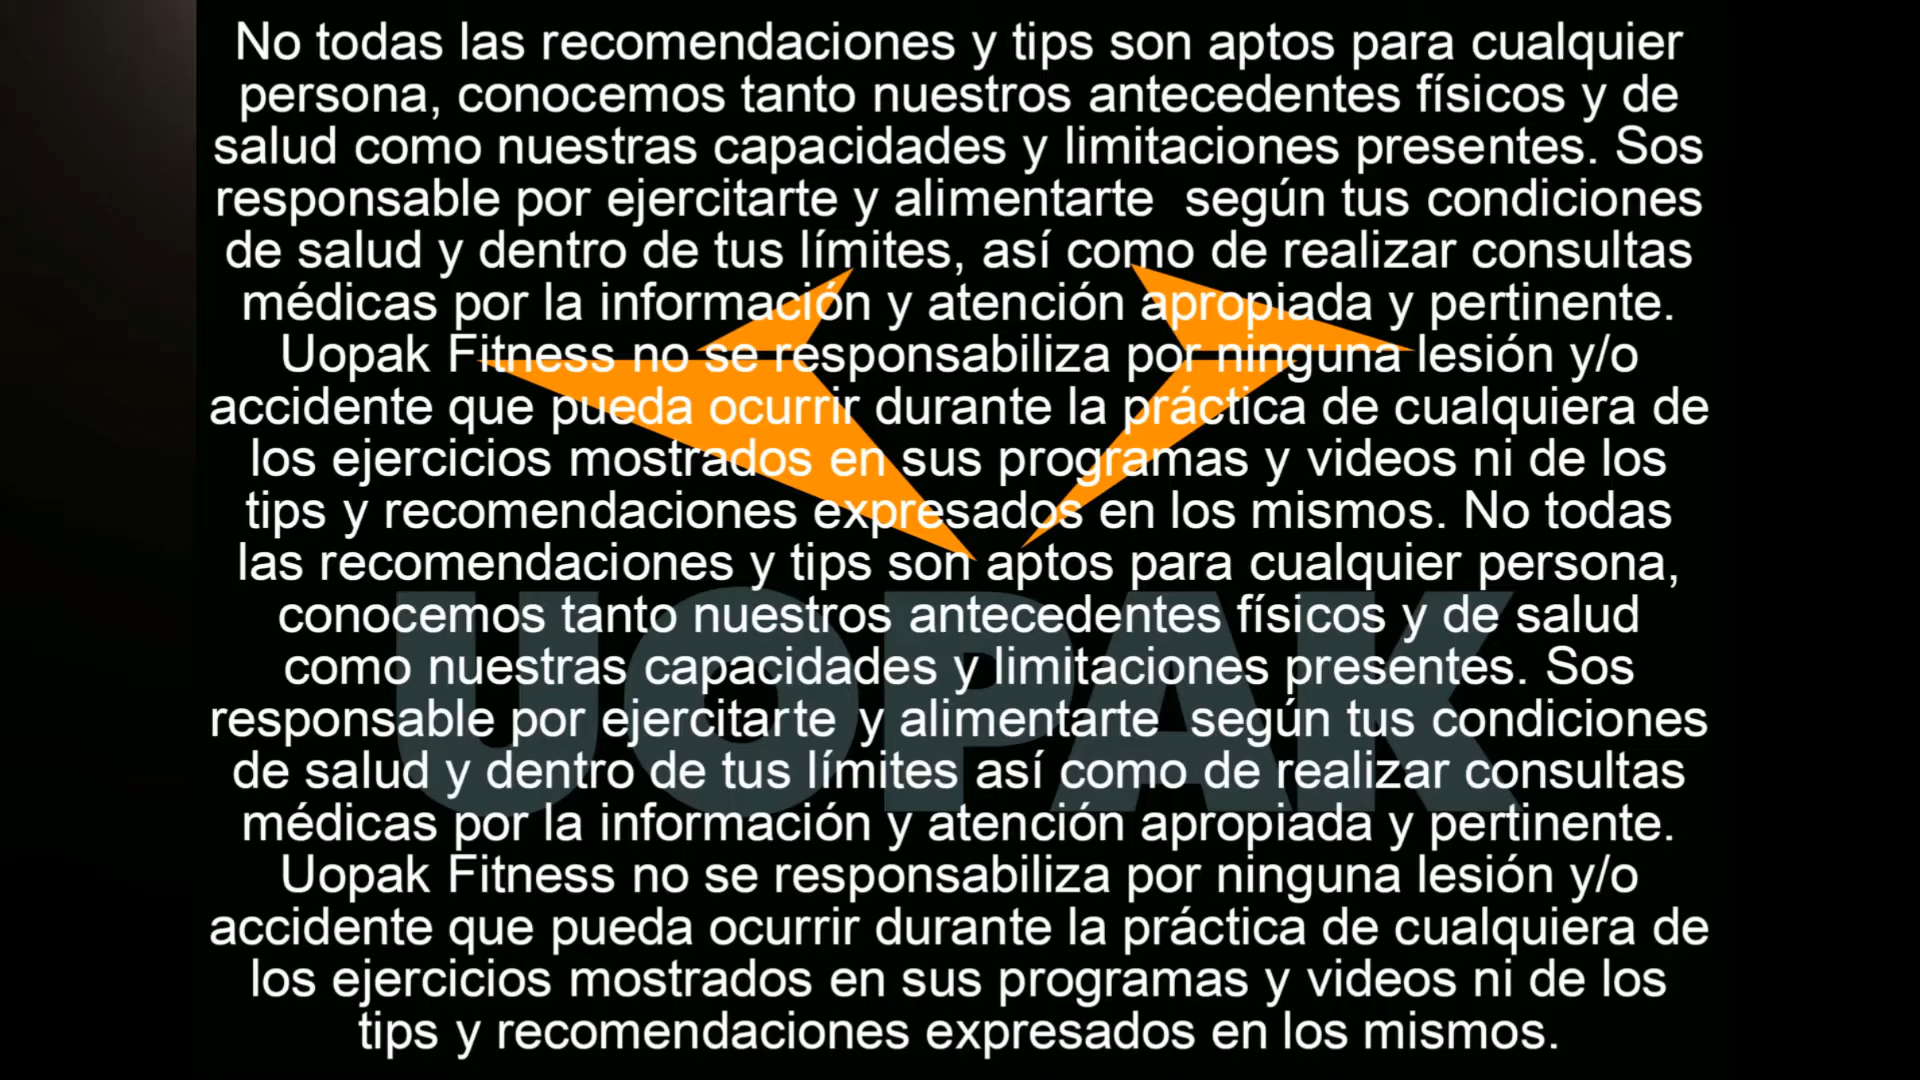 No todas las recomendaciones y tips son aptos para cualquier
persona, conocemos tanto nuestros antecedentes físicos y de
salud como nuestras capacidades y limitaciones presentes. Sos
responsable por ejercitarte y alimentarte  según tus condiciones
de salud y dentro de tus límites, así como de realizar consultas
médicas por la información y atención apropiada y pertinente.
Uopak Fitness no se responsabiliza por ninguna lesión y/o
accidente que pueda ocurrir durante la práctica de cualquiera de
los ejercicios mostrados en sus programas y videos ni de los
tips y recomendaciones expresados en los mismos. No todas
las recomendaciones y tips son aptos para cualquier persona,
conocemos tanto nuestros antecedentes físicos y de salud
como nuestras capacidades y limitaciones presentes. Sos
responsable por ejercitarte y alimentarte  según tus condiciones
de salud y dentro de tus límites así como de realizar consultas
médicas por la información y atención apropiada y pertinente.
Uopak Fitness no se responsabiliza por ninguna lesión y/o
accidente que pueda ocurrir durante la práctica de cualquiera de
los ejercicios mostrados en sus programas y videos ni de los
tips y recomendaciones expresados en los mismos.
UOPAK